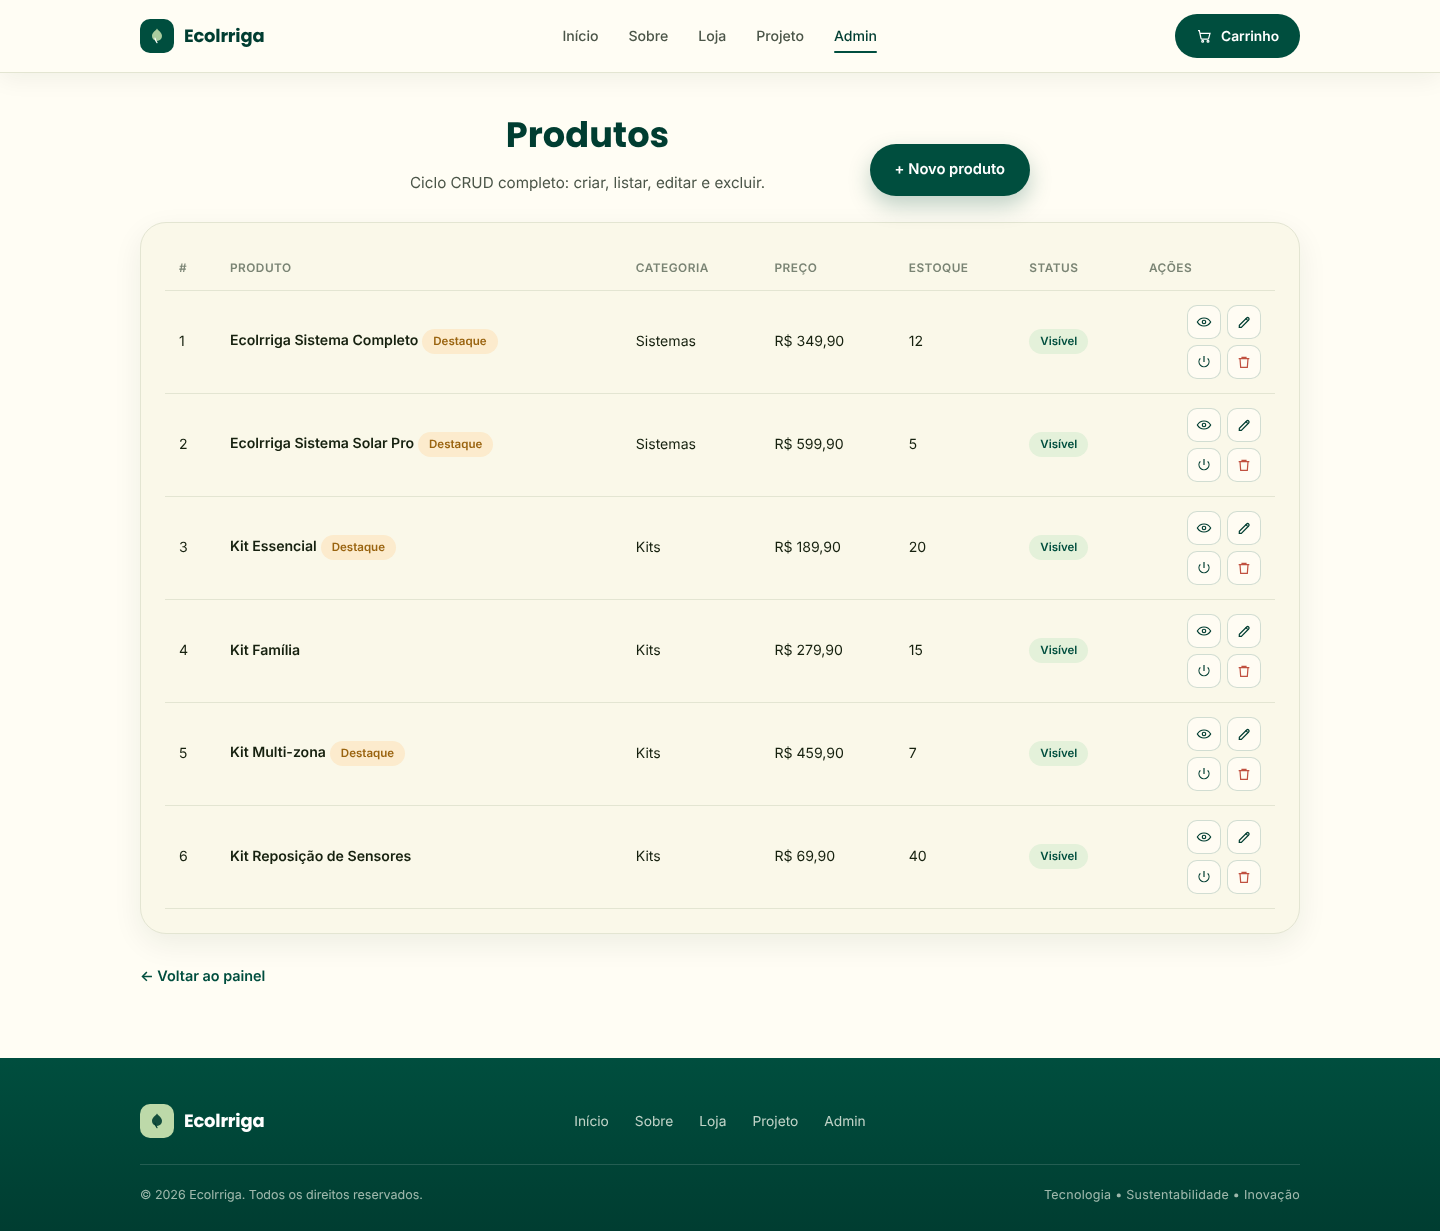 EcoIrriga
Início Sobre Loja Projeto Admin
Carrinho
Produtos
Ciclo CRUD completo: criar, listar, editar e excluir.
+ Novo produto
# PRODUTO CATEGORIA PREÇO ESTOQUE STATUS AÇÕES
1 EcoIrriga Sistema Completo Destaque Sistemas R$ 349,90 12 Visível
2 EcoIrriga Sistema Solar Pro Destaque Sistemas R$ 599,90 5 Visível
3 Kit Essencial Destaque Kits R$ 189,90 20 Visível
4 Kit Família Kits R$ 279,90 15 Visível
5 Kit Multi-zona Destaque Kits R$ 459,90 7 Visível
6 Kit Reposição de Sensores Kits R$ 69,90 40 Visível
← Voltar ao painel
EcoIrriga
Início Sobre Loja Projeto Admin
© 2026 EcoIrriga. Todos os direitos reservados.
Tecnologia • Sustentabilidade • Inovação